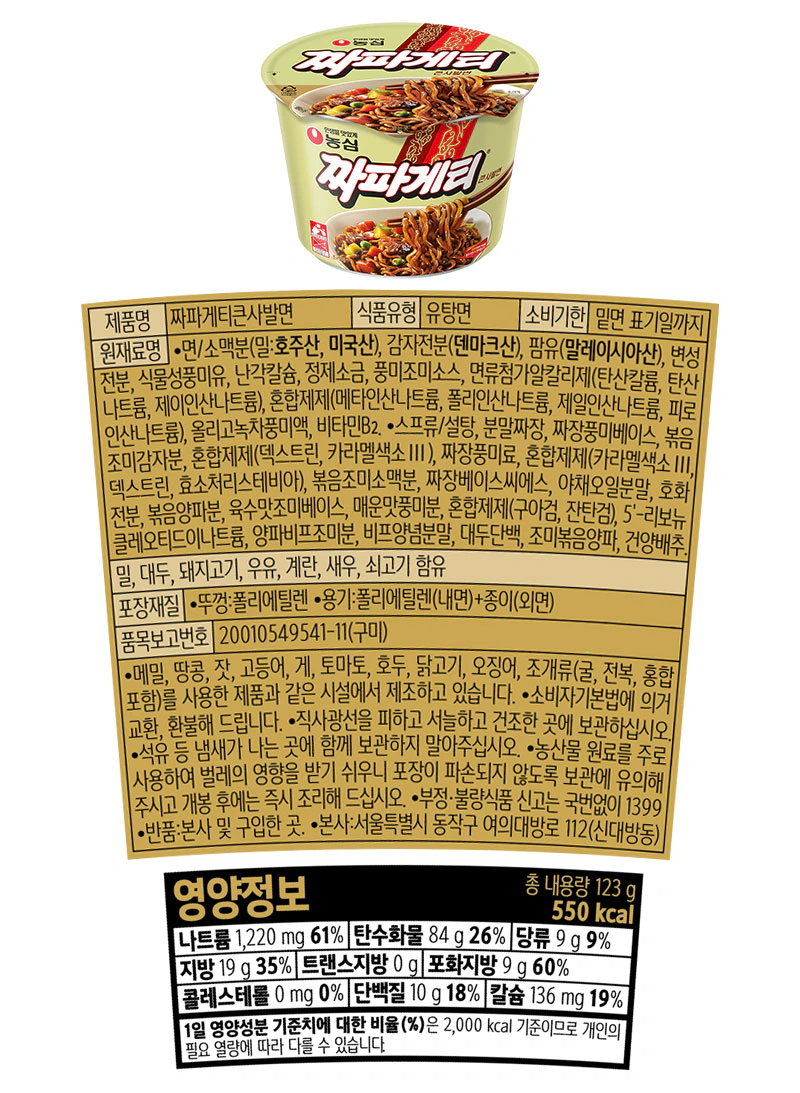 농심
짜파게티
큰사발면
인생을 맛있게
농심
짜파게티
큰사발면
제품명 짜파게티큰사발면 식품유형 유탕면 소비기한 밑면 표기일까지
원재료명 •면/소맥분(밀:호주산, 미국산), 감자전분(덴마크산), 팜유(말레이시아산), 변성
전분, 식물성풍미유, 난각칼슘, 정제소금, 풍미조미소스, 면류첨가알칼리제(탄산칼륨, 탄산
나트륨, 제이인산나트륨), 혼합제제(메타인산나트륨, 폴리인산나트륨, 제일인산나트륨, 피로
인산나트륨), 올리고녹차풍미액, 비타민B₂. •스프류/설탕, 분말짜장, 짜장풍미베이스, 볶음
조미감자분, 혼합제제(덱스트린, 카라멜색소Ⅲ), 짜장풍미료, 혼합제제(카라멜색소Ⅲ,
덱스트린, 효소처리스테비아), 볶음조미소맥분, 짜장베이스씨에스, 야채오일분말, 호화
전분, 볶음양파분, 육수맛조미베이스, 매운맛풍미분, 혼합제제(구아검, 잔탄검), 5'-리보뉴
클레오티드이나트륨, 양파비프조미분, 비프양념분말, 대두단백, 조미볶음양파, 건양배추.
밀, 대두, 돼지고기, 우유, 계란, 새우, 쇠고기 함유
포장재질 •뚜껑:폴리에틸렌 •용기:폴리에틸렌(내면)+종이(외면)
품목보고번호 20010549541-11(구미)
•메밀, 땅콩, 잣, 고등어, 게, 토마토, 호두, 닭고기, 오징어, 조개류(굴, 전복, 홍합
포함)를 사용한 제품과 같은 시설에서 제조하고 있습니다. •소비자기본법에 의거
교환, 환불해 드립니다. •직사광선을 피하고 서늘하고 건조한 곳에 보관하십시오.
•석유 등 냄새가 나는 곳에 함께 보관하지 말아주십시오. •농산물 원료를 주로
사용하여 벌레의 영향을 받기 쉬우니 포장이 파손되지 않도록 보관에 유의해
주시고 개봉 후에는 즉시 조리해 드십시오. •부정·불량식품 신고는 국번없이 1399
•반품:본사 및 구입한 곳. •본사:서울특별시 동작구 여의대방로 112(신대방동)
영양정보 총 내용량 123 g
550 kcal
나트륨 1,220 mg 61% 탄수화물 84 g 26% 당류 9 g 9%
지방 19 g 35% 트랜스지방 0 g 포화지방 9 g 60%
콜레스테롤 0 mg 0% 단백질 10 g 18% 칼슘 136 mg 19%
1일 영양성분 기준치에 대한 비율(%)은 2,000 kcal 기준이므로 개인의
필요 열량에 따라 다를 수 있습니다.